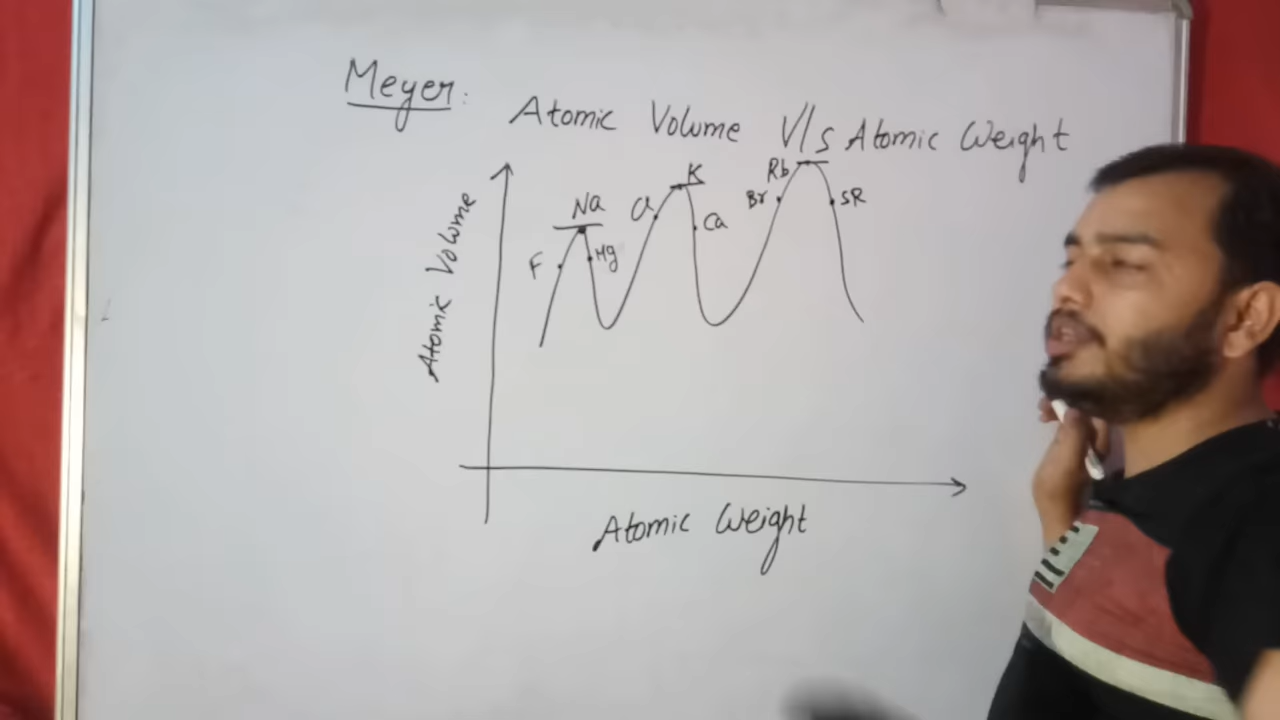 Meyer:
Atomic Volume V/s Atomic Weight
Atomic Volume
F
Na
Mg
Cl
K
Ca
Br
Rb
SR
Atomic Weight